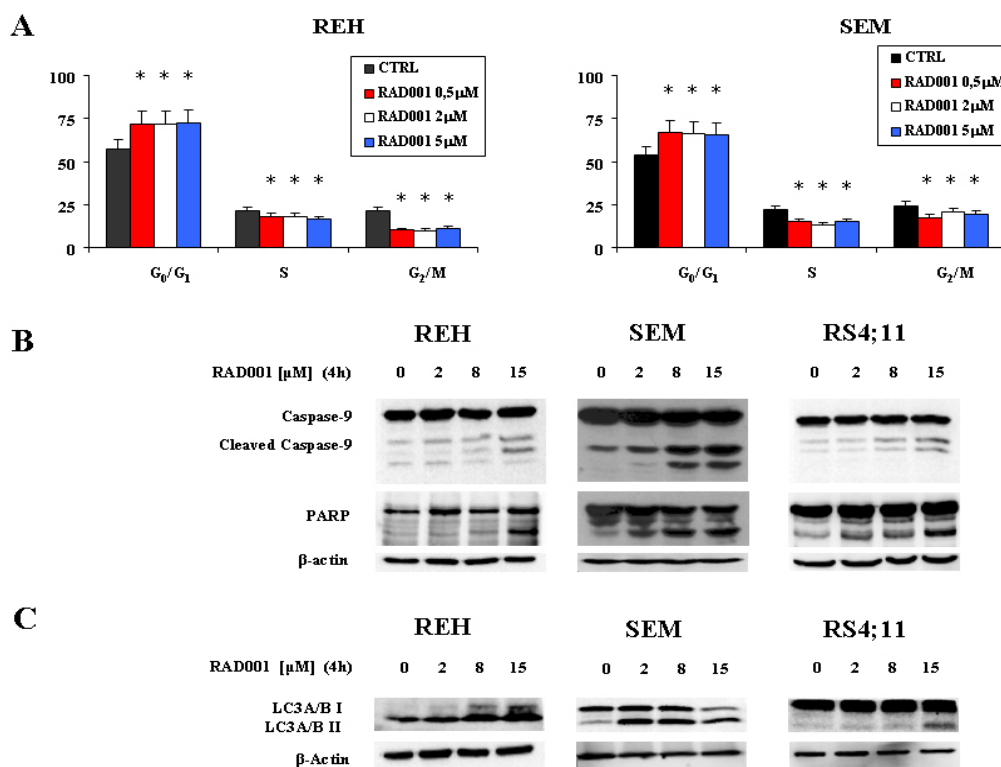 A
REH
SEM
100
75
50
25
0
* * *
* * *
* * *
CTRL
RAD001 0,5µM
RAD001 2µM
RAD001 5µM
G0/G1
S
G2/M
100
75
50
25
0
* * *
* * *
* * *
CTRL
RAD001 0,5µM
RAD001 2µM
RAD001 5µM
G0/G1
S
G2/M
B
REH
SEM
RS4;11
RAD001 [µM] (4h) 0 2 8 15 0 2 8 15 0 2 8 15
Caspase-9
Cleaved Caspase-9
PARP
β-actin
C
REH
SEM
RS4;11
RAD001 [µM] (4h) 0 2 8 15 0 2 8 15 0 2 8 15
LC3A/B I
LC3A/B II
β-Actin